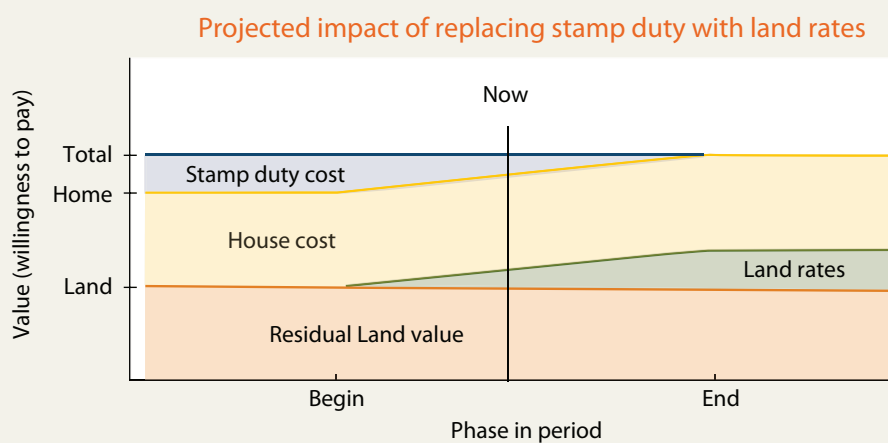 Projected impact of replacing stamp duty with land rates
Now
Value (willingness to pay)
Total
Stamp duty cost
Home
House cost
Land rates
Land
Residual Land value
Begin
End
Phase in period